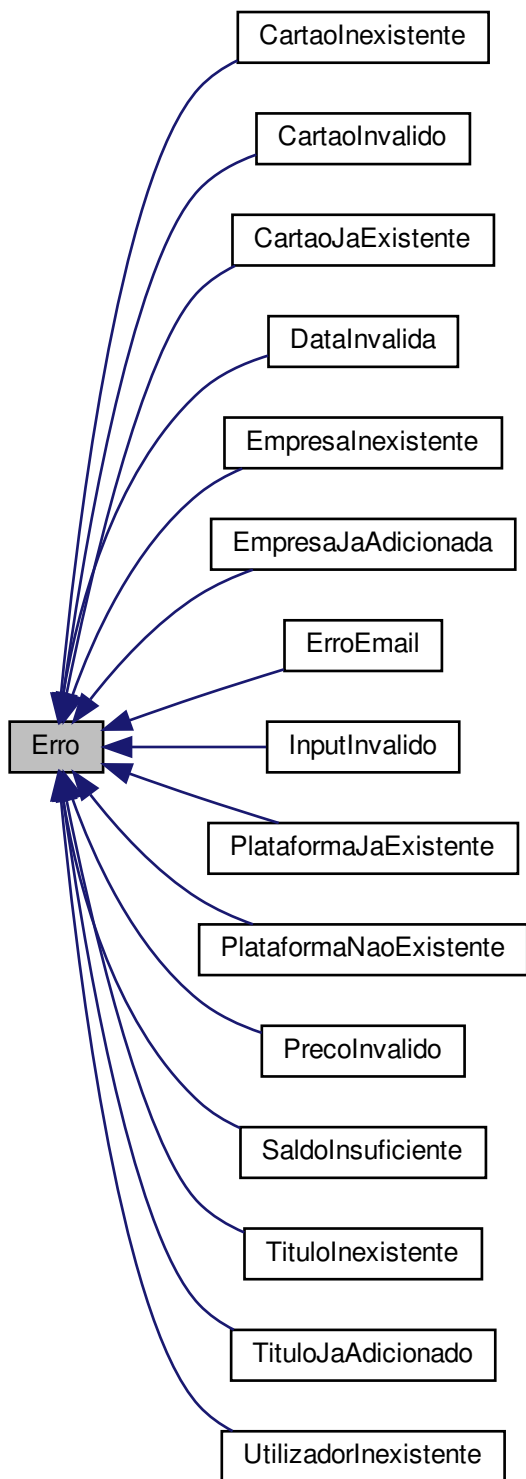 CartaoInexistente
CartaoInvalido
CartaoJaExistente
DataInvalida
EmpresaInexistente
EmpresaJaAdicionada
ErroEmail
Erro
InputInvalido
PlataformaJaExistente
PlataformaNaoExistente
PrecoInvalido
SaldoInsuficiente
TituloInexistente
TituloJaAdicionado
UtilizadorInexistente